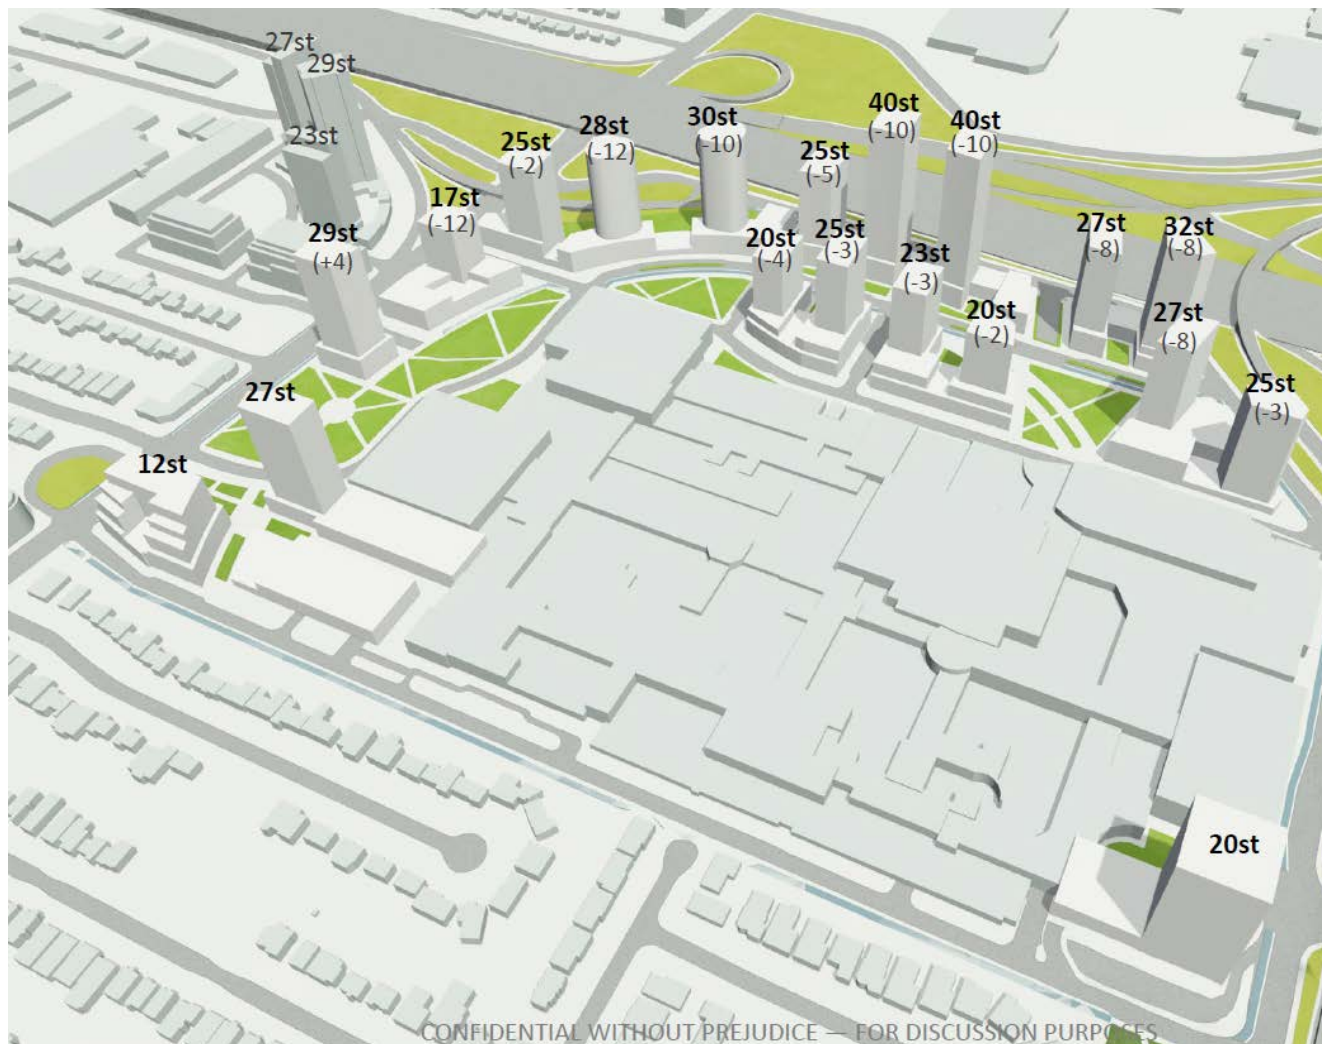 27st
29st
23st
40st
(-10)
40st
(-10)
30st
(-10)
28st
(-12)
25st
(-2)
25st
(-5)
17st
(-12)
29st
(+4)
20st
(-4)
25st
(-3)
23st
(-3)
27st
(-8)
32st
(-8)
20st
(-2)
27st
(-8)
25st
(-3)
27st
12st
20st
CONFIDENTIAL WITHOUT PREJUDICE — FOR DISCUSSION PURPOSES